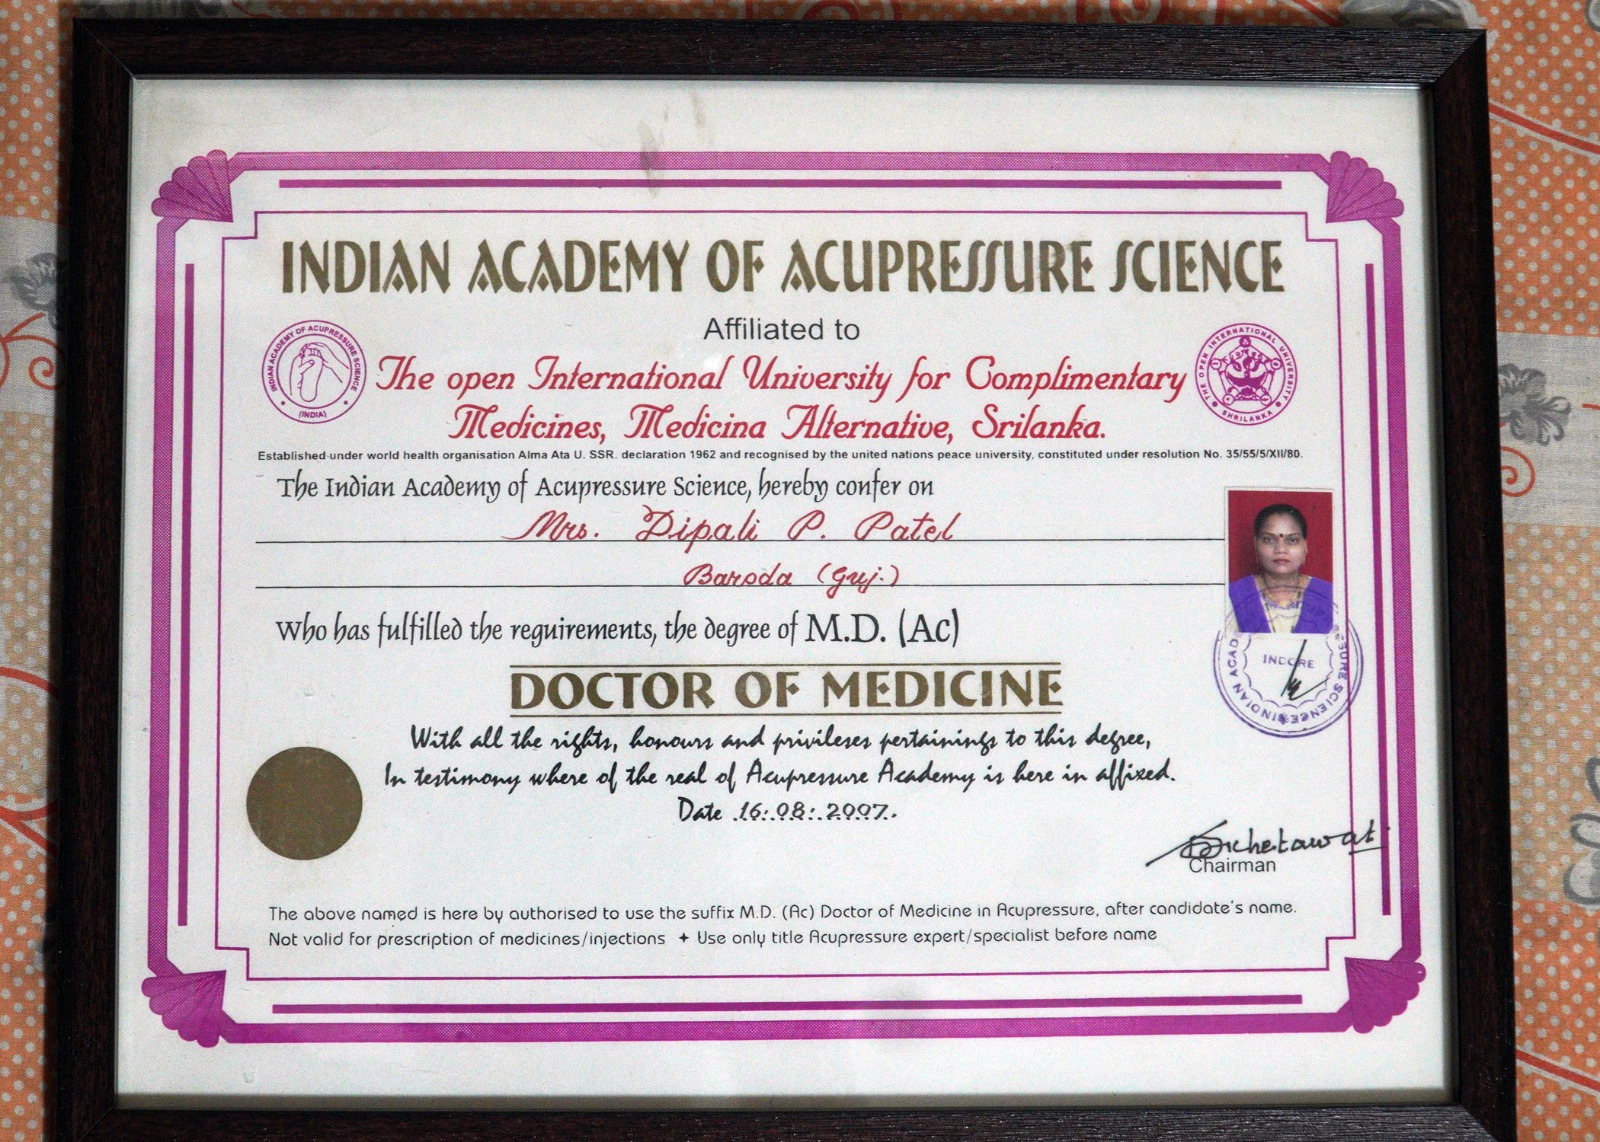 INDIAN ACADEMY OF ACUPRESSURE SCIENCE
Affiliated to
INDIAN ACADEMY OF ACUPRESSURE SCIENCE
(INDIA)
The open International University for Complimentary
Medicines, Medicina Alternative, Srilanka.
THE OPEN INTERNATIONAL UNIVERSITY
SHRILANKA
Established under world health organisation Alma Ata U. SSR. declaration 1962 and recognised by the united nations peace university, constituted under resolution No. 35/55/5/XII/80.
The Indian Academy of Acupressure Science, hereby confer on
Mrs. Dipali P. Patel
Baroda (Guj.)
Who has fulfilled the reguirements, the degree of M.D. (Ac)
INDORE
INDIAN ACAD
SURE SCIENCE
DOCTOR OF MEDICINE
With all the rights, honours and privileses pertainings to this degree,
In testimony where of the real of Acupressure Academy is here in affixed.
Date 16:08:2007.
Chairman
The above named is here by authorised to use the suffix M.D. (Ac) Doctor of Medicine in Acupressure, after candidate's name.
Not valid for prescription of medicines/injections ✦ Use only title Acupressure expert/specialist before name